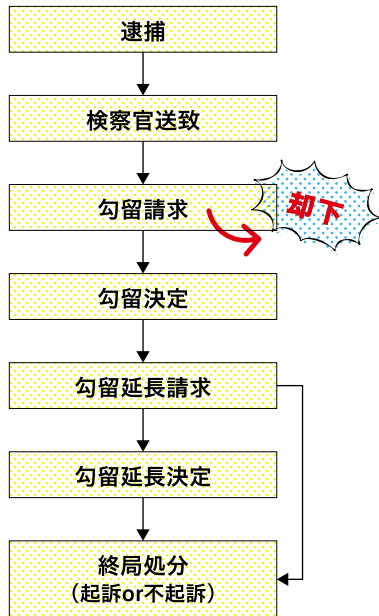 逮捕
検察官送致
勾留請求
却下
勾留決定
勾留延長請求
勾留延長決定
終局処分
（起訴or不起訴）